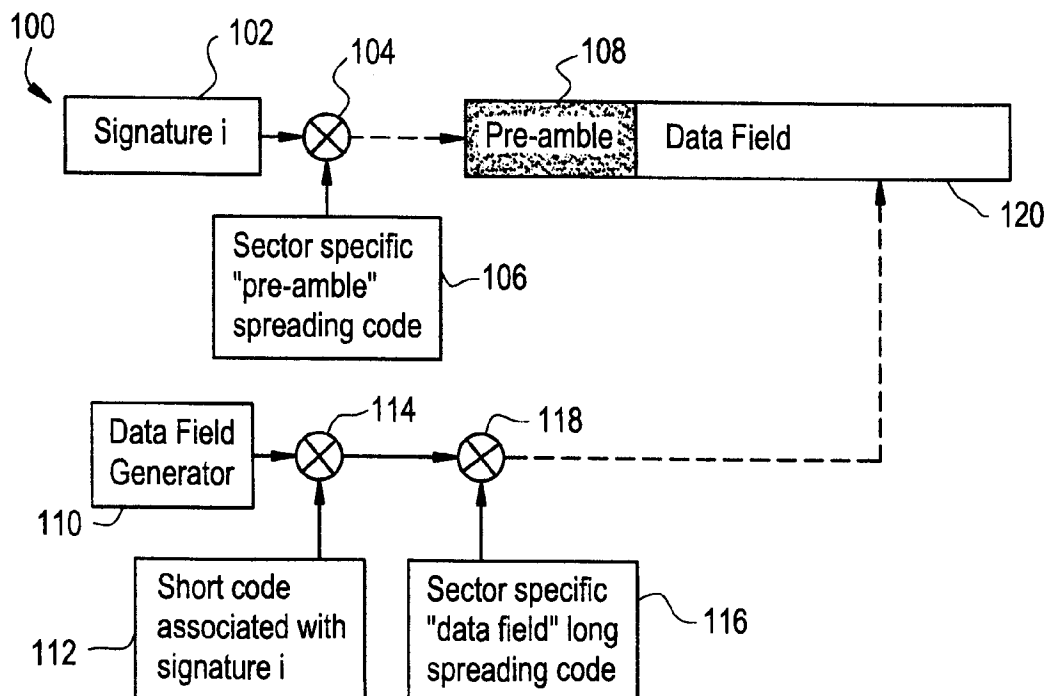 100
102
104
108
Signature i
Pre-amble
Data Field
120
Sector specific
"pre-amble"
spreading code
106
114
118
Data Field
Generator
110
Short code
associated with
signature i
112
Sector specific
"data field" long
spreading code
116